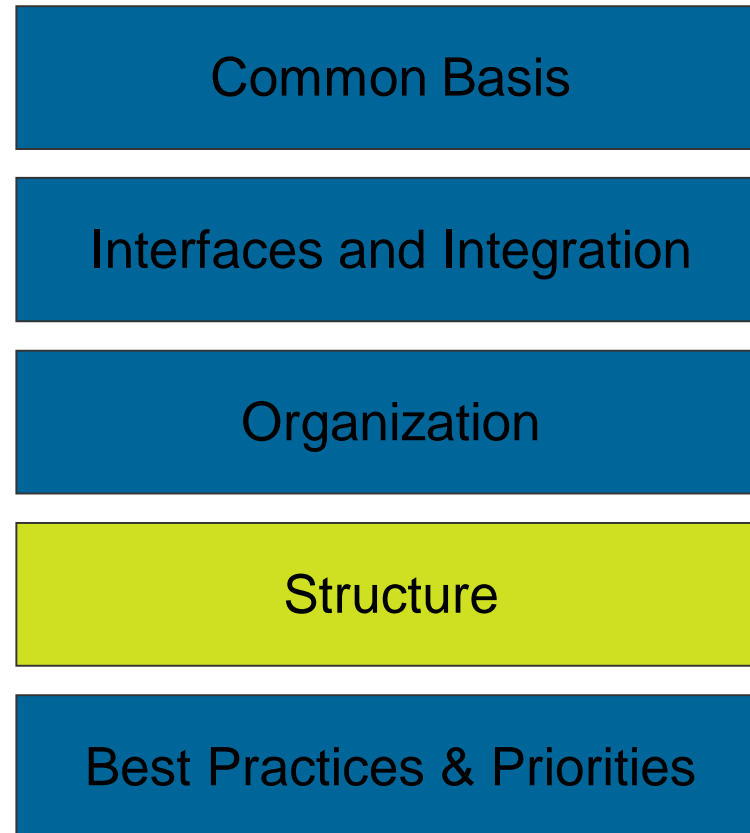 Common Basis
Interfaces and Integration
Organization
Structure
Best Practices & Priorities